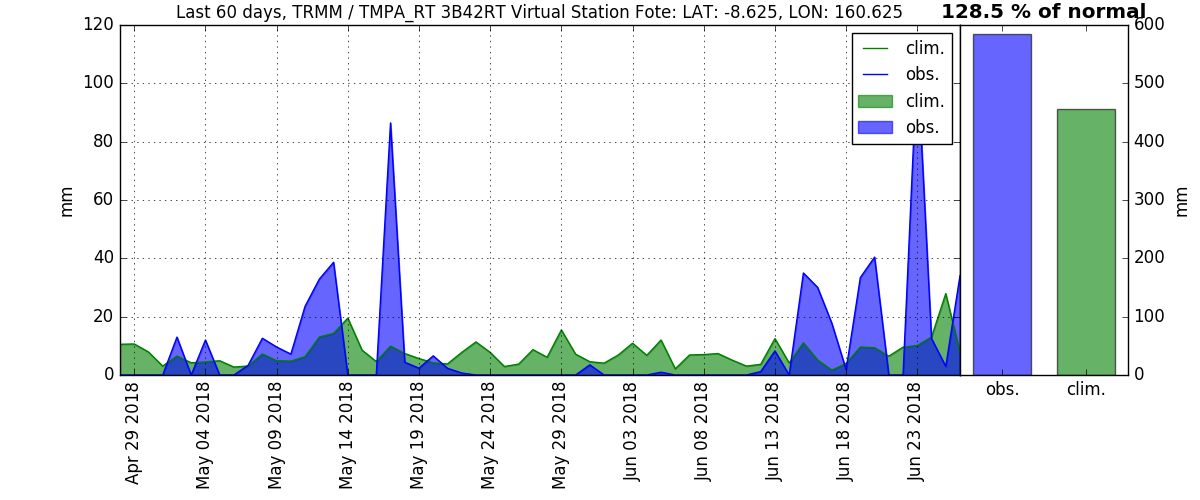 Last 60 days, TRMM / TMPA_RT 3B42RT Virtual Station Fote: LAT: -8.625, LON: 160.625
128.5 % of normal
120
100
80
60
40
20
0
mm
clim.
obs.
clim.
obs.
600
500
400
300
200
100
0
mm
obs.
clim.
Apr 29 2018
May 04 2018
May 09 2018
May 14 2018
May 19 2018
May 24 2018
May 29 2018
Jun 03 2018
Jun 08 2018
Jun 13 2018
Jun 18 2018
Jun 23 2018